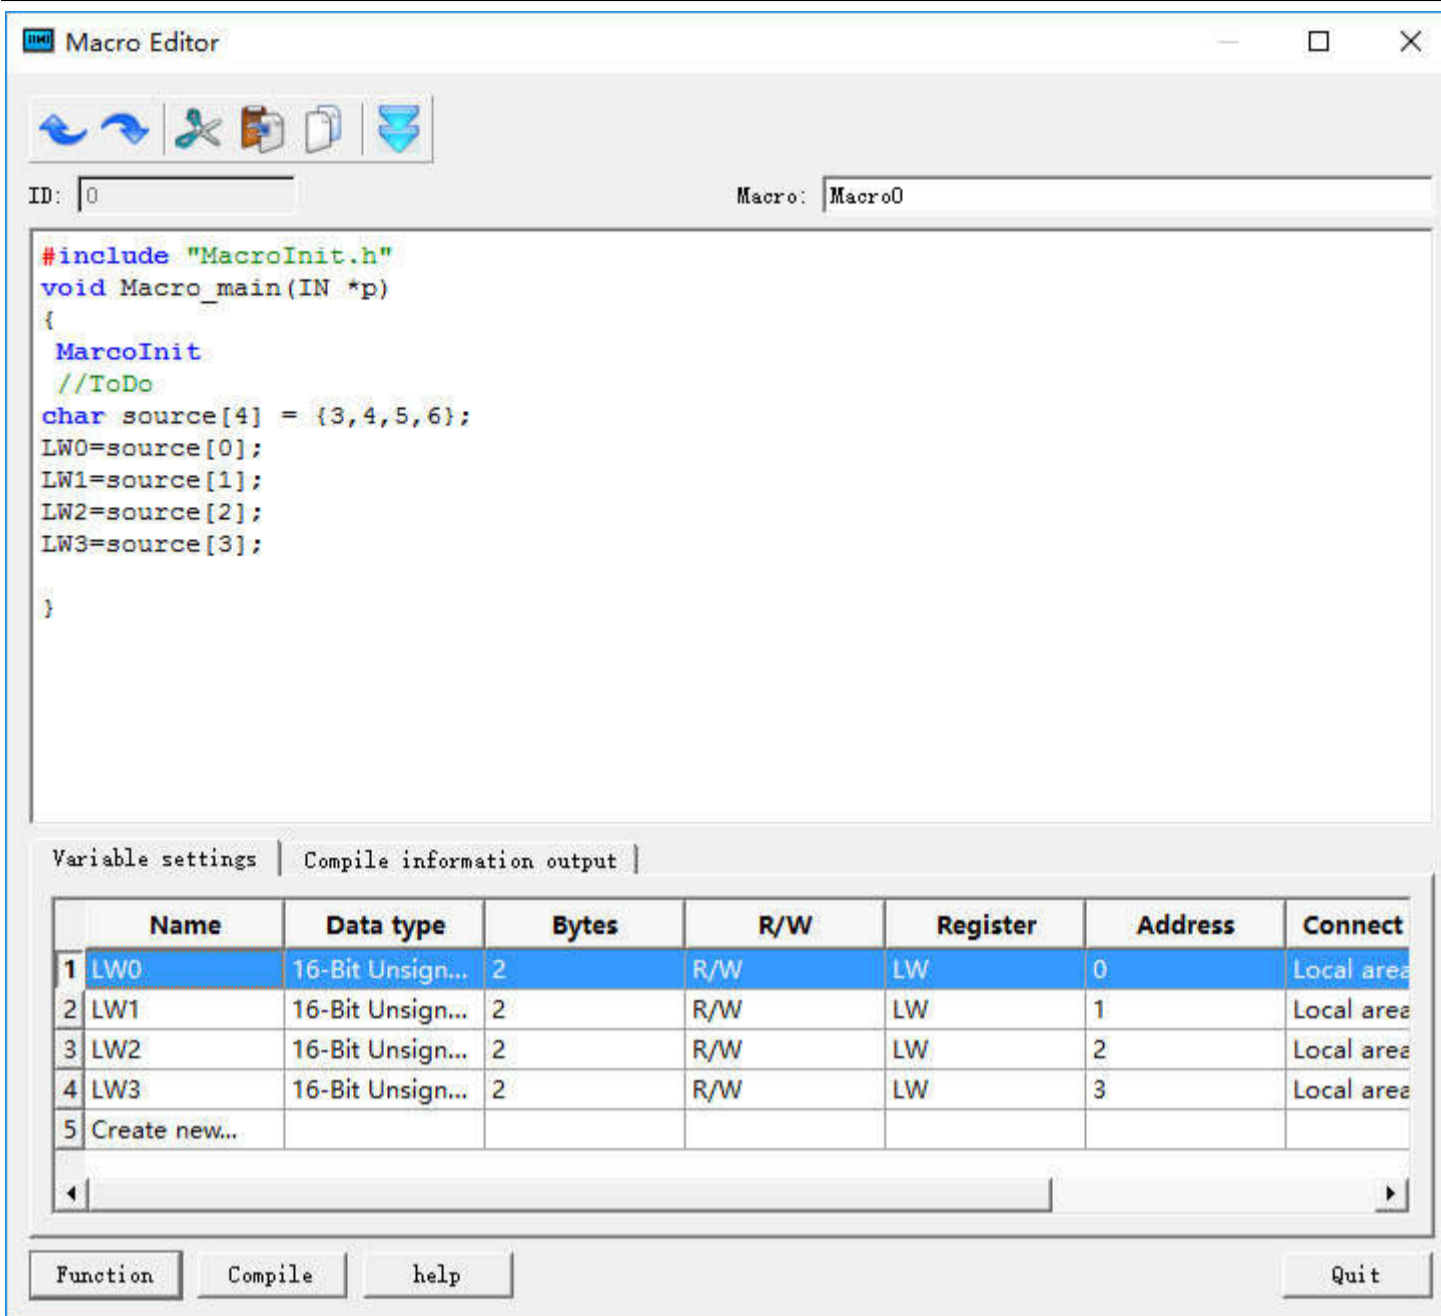 Macro Editor
ID: 0 Macro: Macro0
#include "MacroInit.h"
void Macro_main(IN *p)
{
MarcoInit
//ToDo
char source[4] = {3,4,5,6};
LW0=source[0];
LW1=source[1];
LW2=source[2];
LW3=source[3];
}
Variable settings Compile information output
Name Data type Bytes R/W Register Address Connect
1 LW0 16-Bit Unsign... 2 R/W LW 0 Local area
2 LW1 16-Bit Unsign... 2 R/W LW 1 Local area
3 LW2 16-Bit Unsign... 2 R/W LW 2 Local area
4 LW3 16-Bit Unsign... 2 R/W LW 3 Local area
5 Create new...
Function Compile help Quit